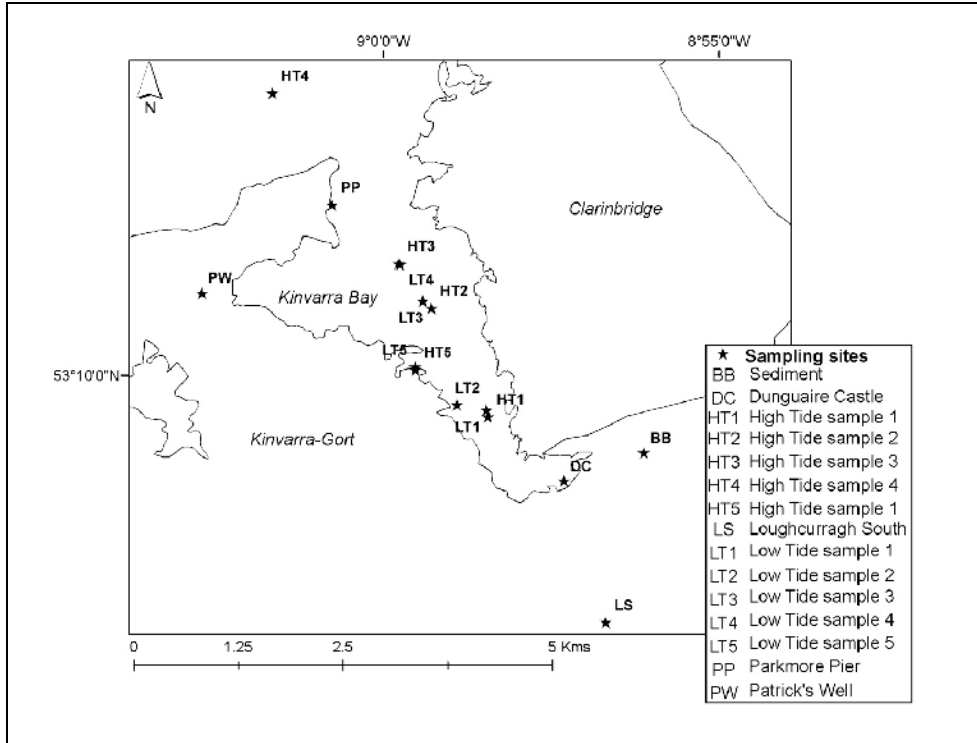 9°0'0"W
8°55'0"W
HT4
N
PP
Clarinbridge
HT3
PW
LT4
HT2
Kinvarra Bay
LT3
LT5
HT5
53°10'0"N
LT2
HT1
LT1
Kinvarra-Gort
BB
DC
LS
0 1.25 2.5 5 Kms
Sampling sites
BB Sediment
DC Dunguaire Castle
HT1 High Tide sample 1
HT2 High Tide sample 2
HT3 High Tide sample 3
HT4 High Tide sample 4
HT5 High Tide sample 1
LS Loughcurragh South
LT1 Low Tide sample 1
LT2 Low Tide sample 2
LT3 Low Tide sample 3
LT4 Low Tide sample 4
LT5 Low Tide sample 5
PP Parkmore Pier
PW Patrick's Well